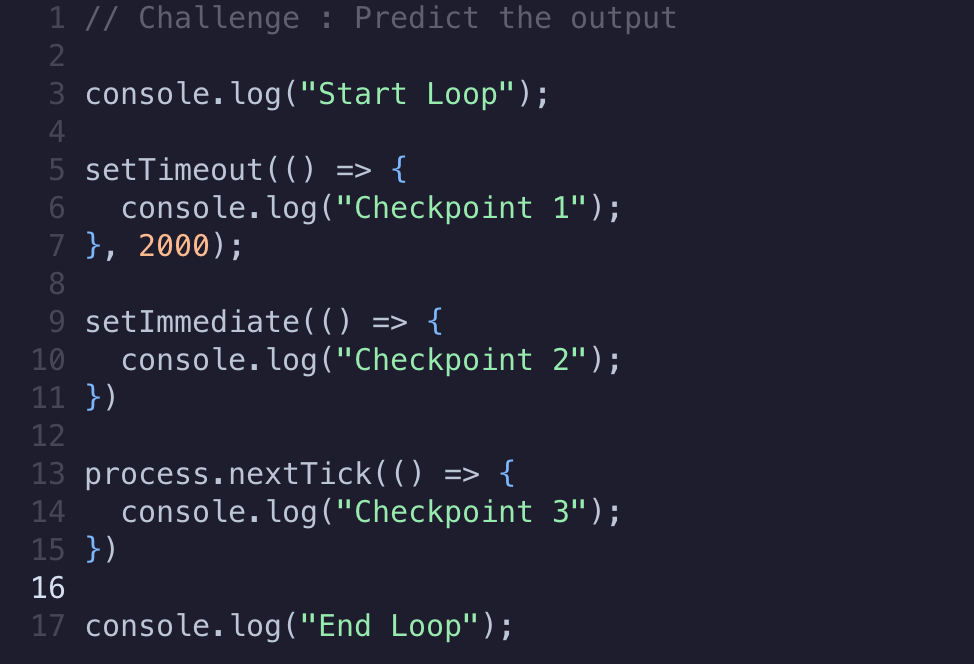 1 // Challenge : Predict the output
2
3 console.log("Start Loop");
4
5 setTimeout(() => {
6   console.log("Checkpoint 1");
7 }, 2000);
8
9 setImmediate(() => {
10   console.log("Checkpoint 2");
11 })
12
13 process.nextTick(() => {
14   console.log("Checkpoint 3");
15 })
16
17 console.log("End Loop");